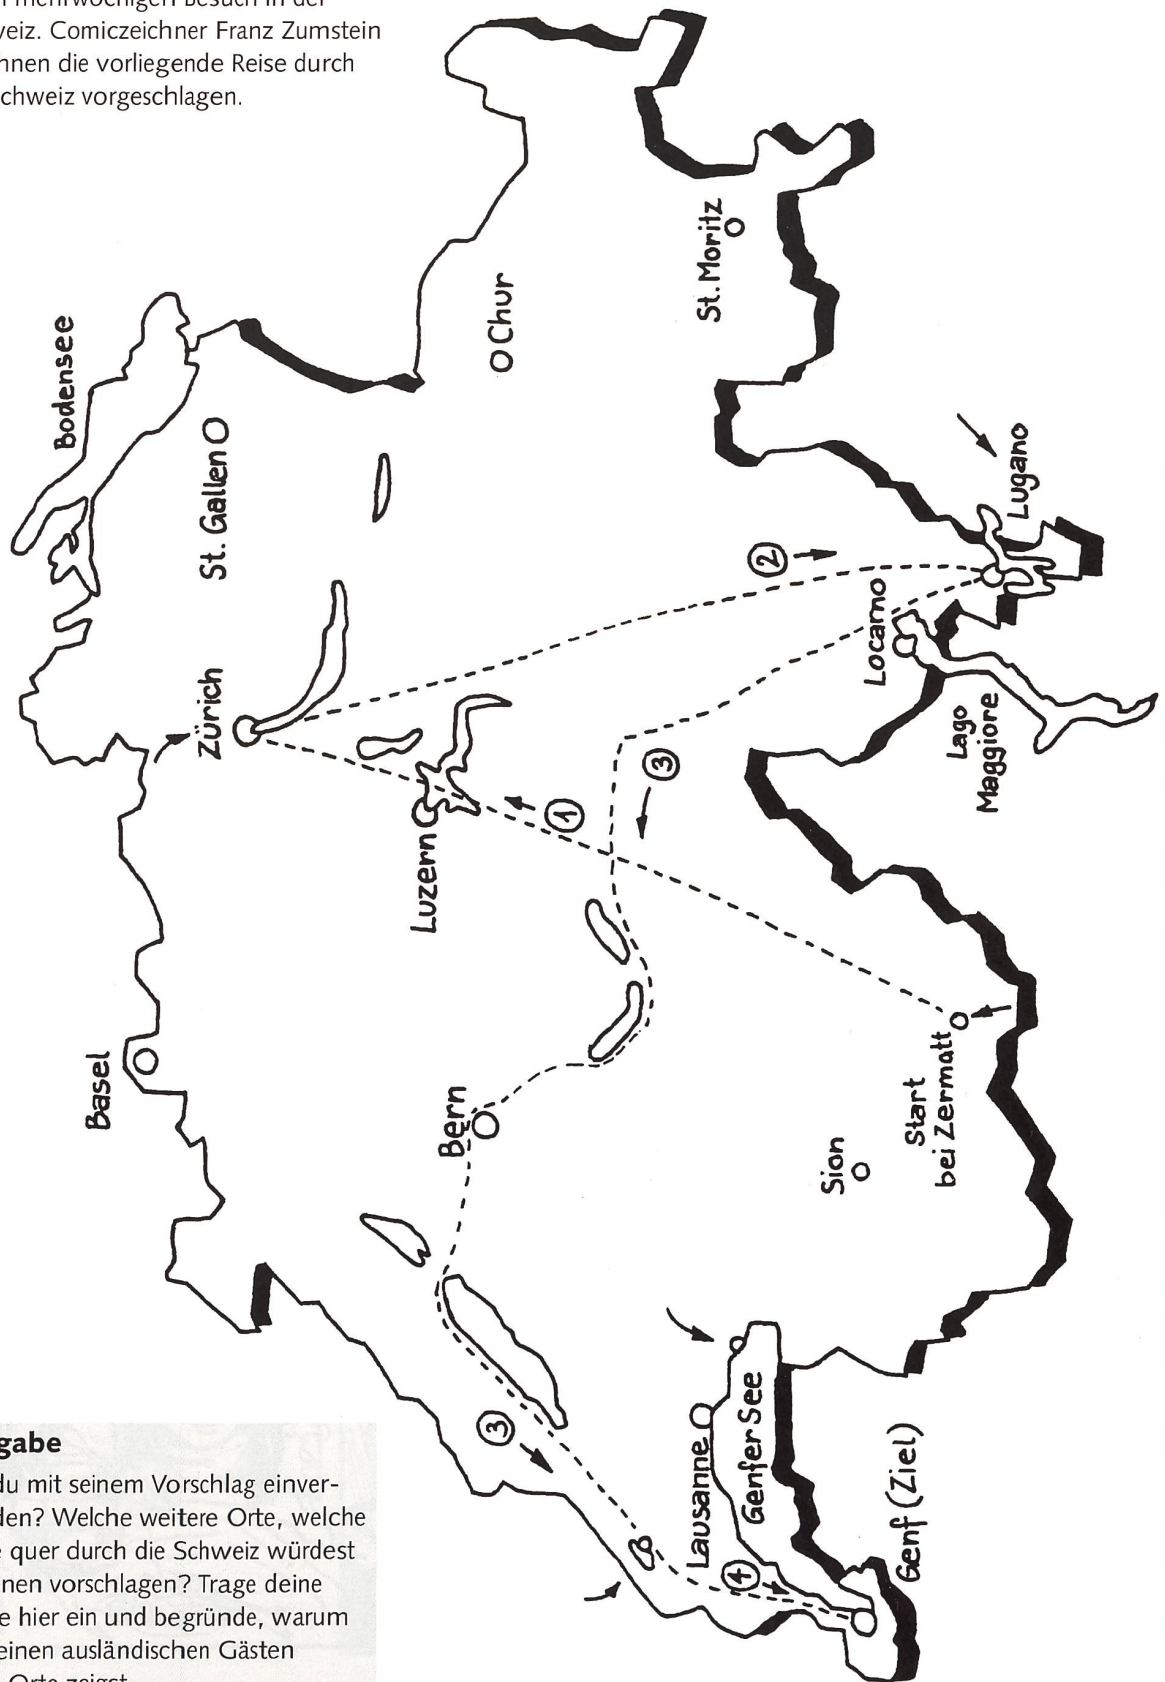 mehrwöchigen Besuch in der
veiz. Comiczeichner Franz Zumstein
hnen die vorliegende Reise durch
chweiz vorgeschlagen.
Bodensee
St. Gallen
Chur
St. Moritz
Zürich
Basel
Luzern
Lugano
Locarno
Lago
Maggiore
2
1
3
Bern
Sion
Start
bei Zermatt
3
Lausanne
Genfer See
4
Genf (Ziel)
gabe
du mit seinem Vorschlag einver-
den? Welche weitere Orte, welche
e quer durch die Schweiz würdest
nen vorschlagen? Trage deine
e hier ein und begründe, warum
einen ausländischen Gästen
Orte zeigst